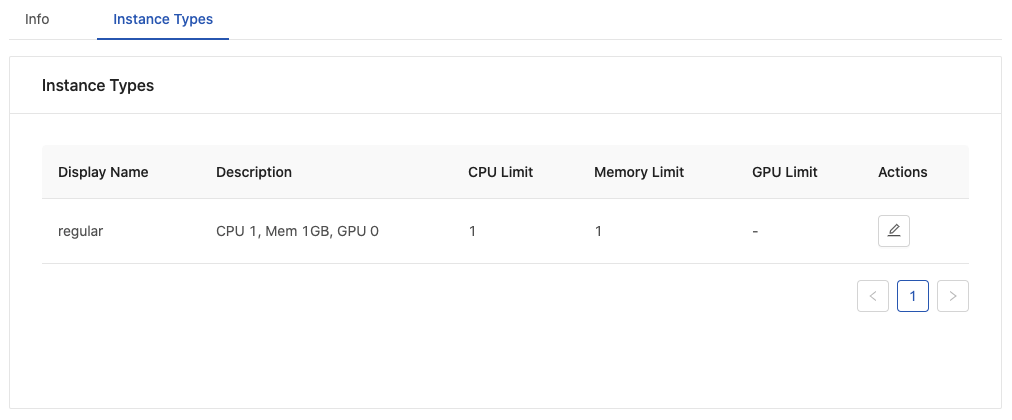 Info Instance Types
Instance Types
Display Name Description CPU Limit Memory Limit GPU Limit Actions
regular CPU 1, Mem 1GB, GPU 0 1 1 -
< 1 >